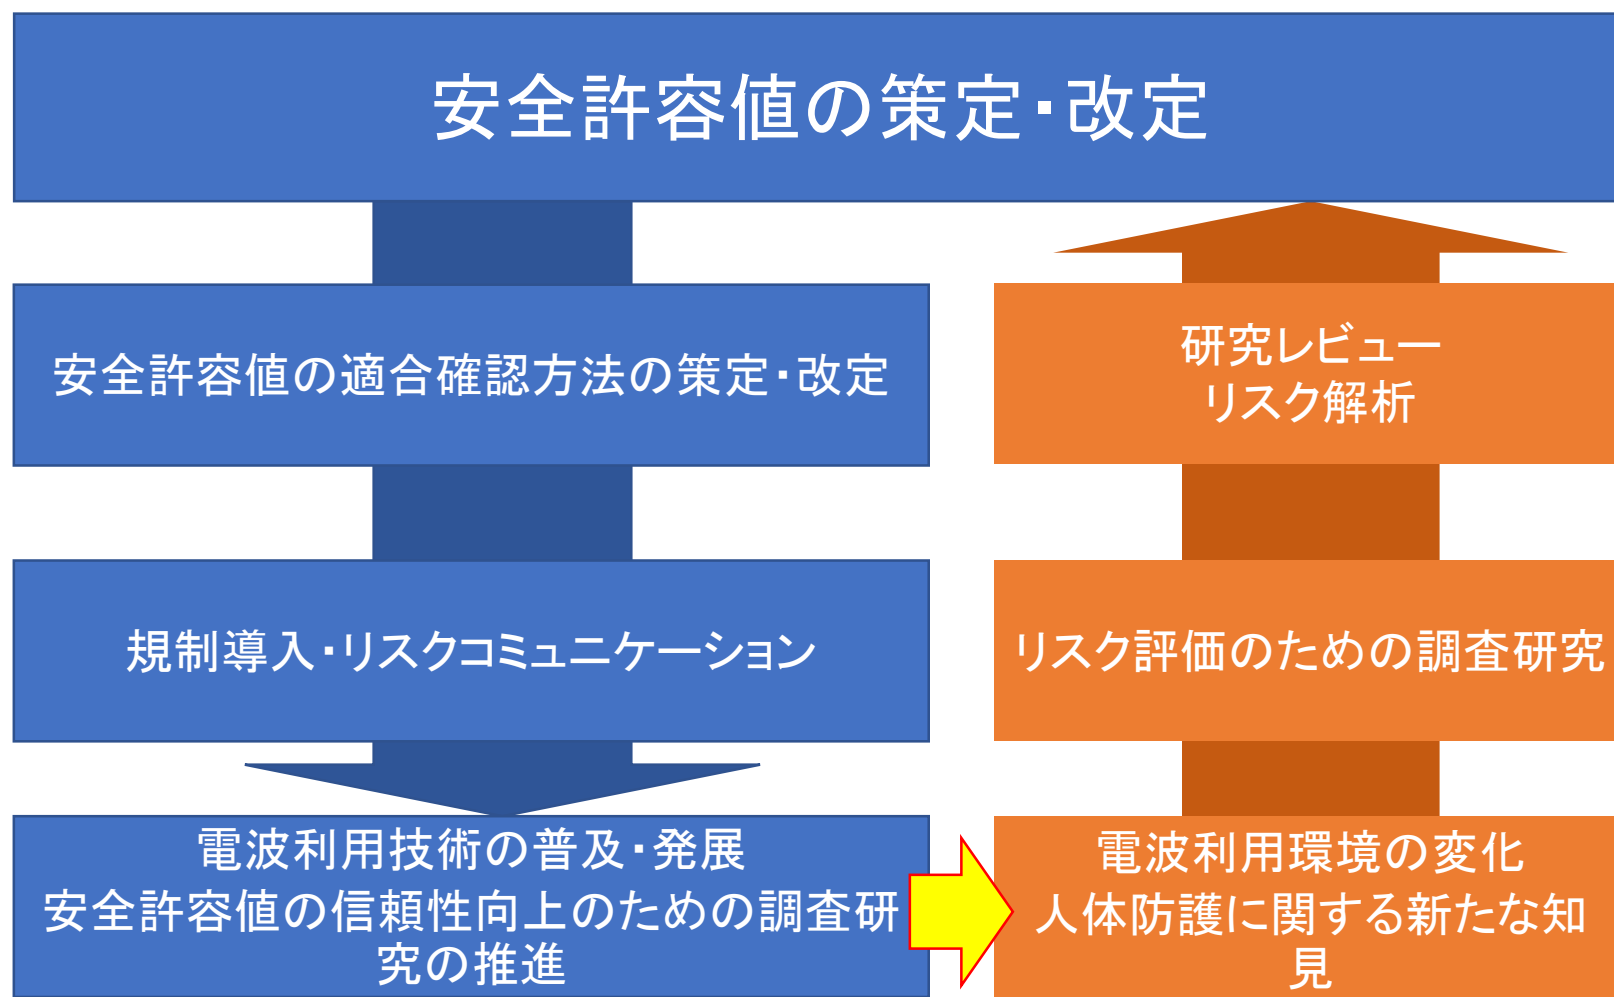 安全許容値の策定・改定
安全許容値の適合確認方法の策定・改定
規制導入・リスクコミュニケーション
電波利用技術の普及・発展
安全許容値の信頼性向上のための調査研
究の推進
研究レビュー
リスク解析
リスク評価のための調査研究
電波利用環境の変化
人体防護に関する新たな知
見